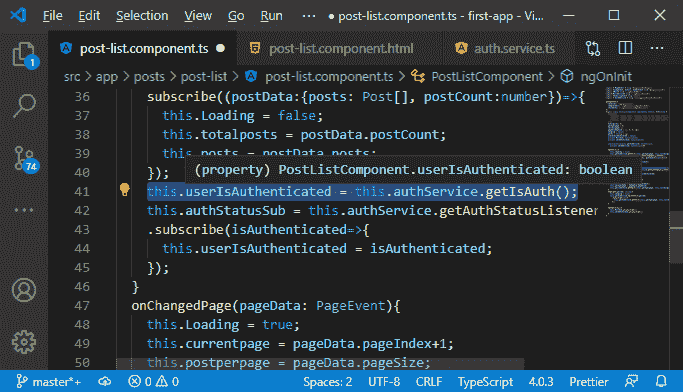 File Edit Selection View Go Run ··· post-list.component.ts - first-app - Vi...
post-list.component.ts ● post-list.component.html auth.service.ts ···
src > app > posts > post-list > post-list.component.ts > PostListComponent > ngOnInit
36 subscribe((postData:{posts: Post[], postCount:number})=>{
37 this.Loading = false;
38 this.totalposts = postData.postCount;
39 this.posts = postData.posts;
(property) PostListComponent.userIsAuthenticated: boolean
40 });
41 this.userIsAuthenticated = this.authService.getIsAuth();
42 this.authStatusSub = this.authService.getAuthStatusListener
43 .subscribe(isAuthenticated=>{
44 this.userIsAuthenticated = isAuthenticated;
45 });
46 }
47 onChangedPage(pageData: PageEvent){
48 this.Loading = true;
49 this.currentpage = pageData.pageIndex+1;
50 this.postperpage = pageData.pageSize;
1
74
master*+ 0 0 Spaces: 2 UTF-8 CRLF TypeScript 4.0.3 Prettier